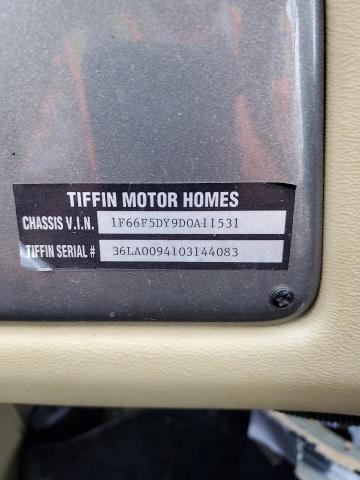 TIFFIN MOTOR HOMES
CHASSIS V.I.N. 1F66F5DY9D0A11531
TIFFIN SERIAL # 36LA0094103144083